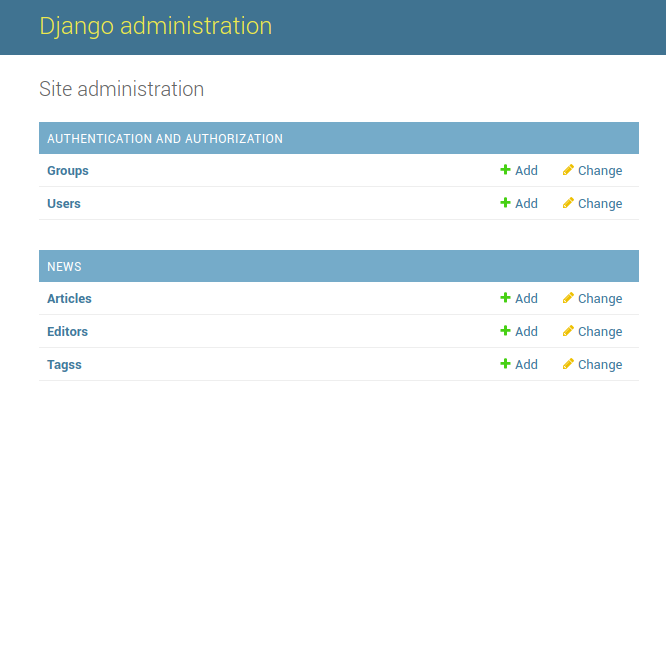 Django administration
Site administration
AUTHENTICATION AND AUTHORIZATION
Groups Add Change
Users Add Change
NEWS
Articles Add Change
Editors Add Change
Tagss Add Change